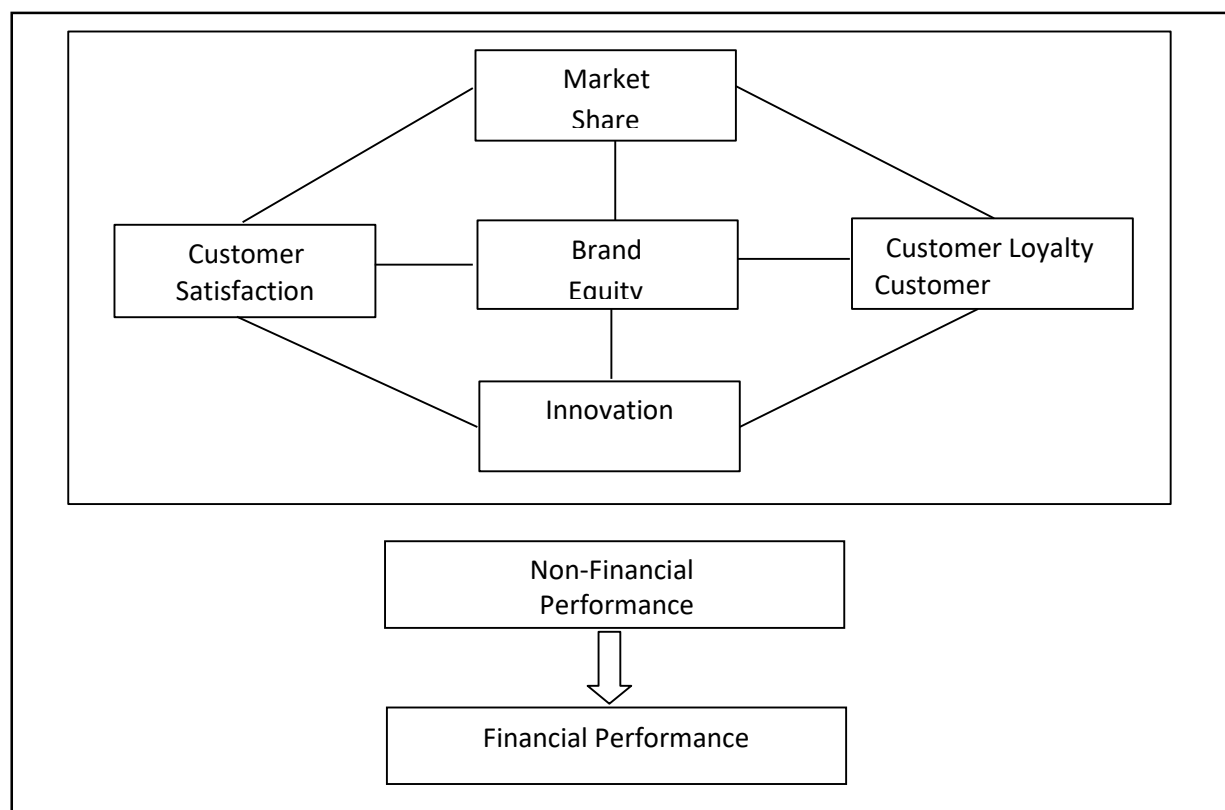 Market
Share
Customer
Satisfaction
Brand
Equity
Customer Loyalty
Customer
Innovation
Non-Financial
Performance
Financial Performance